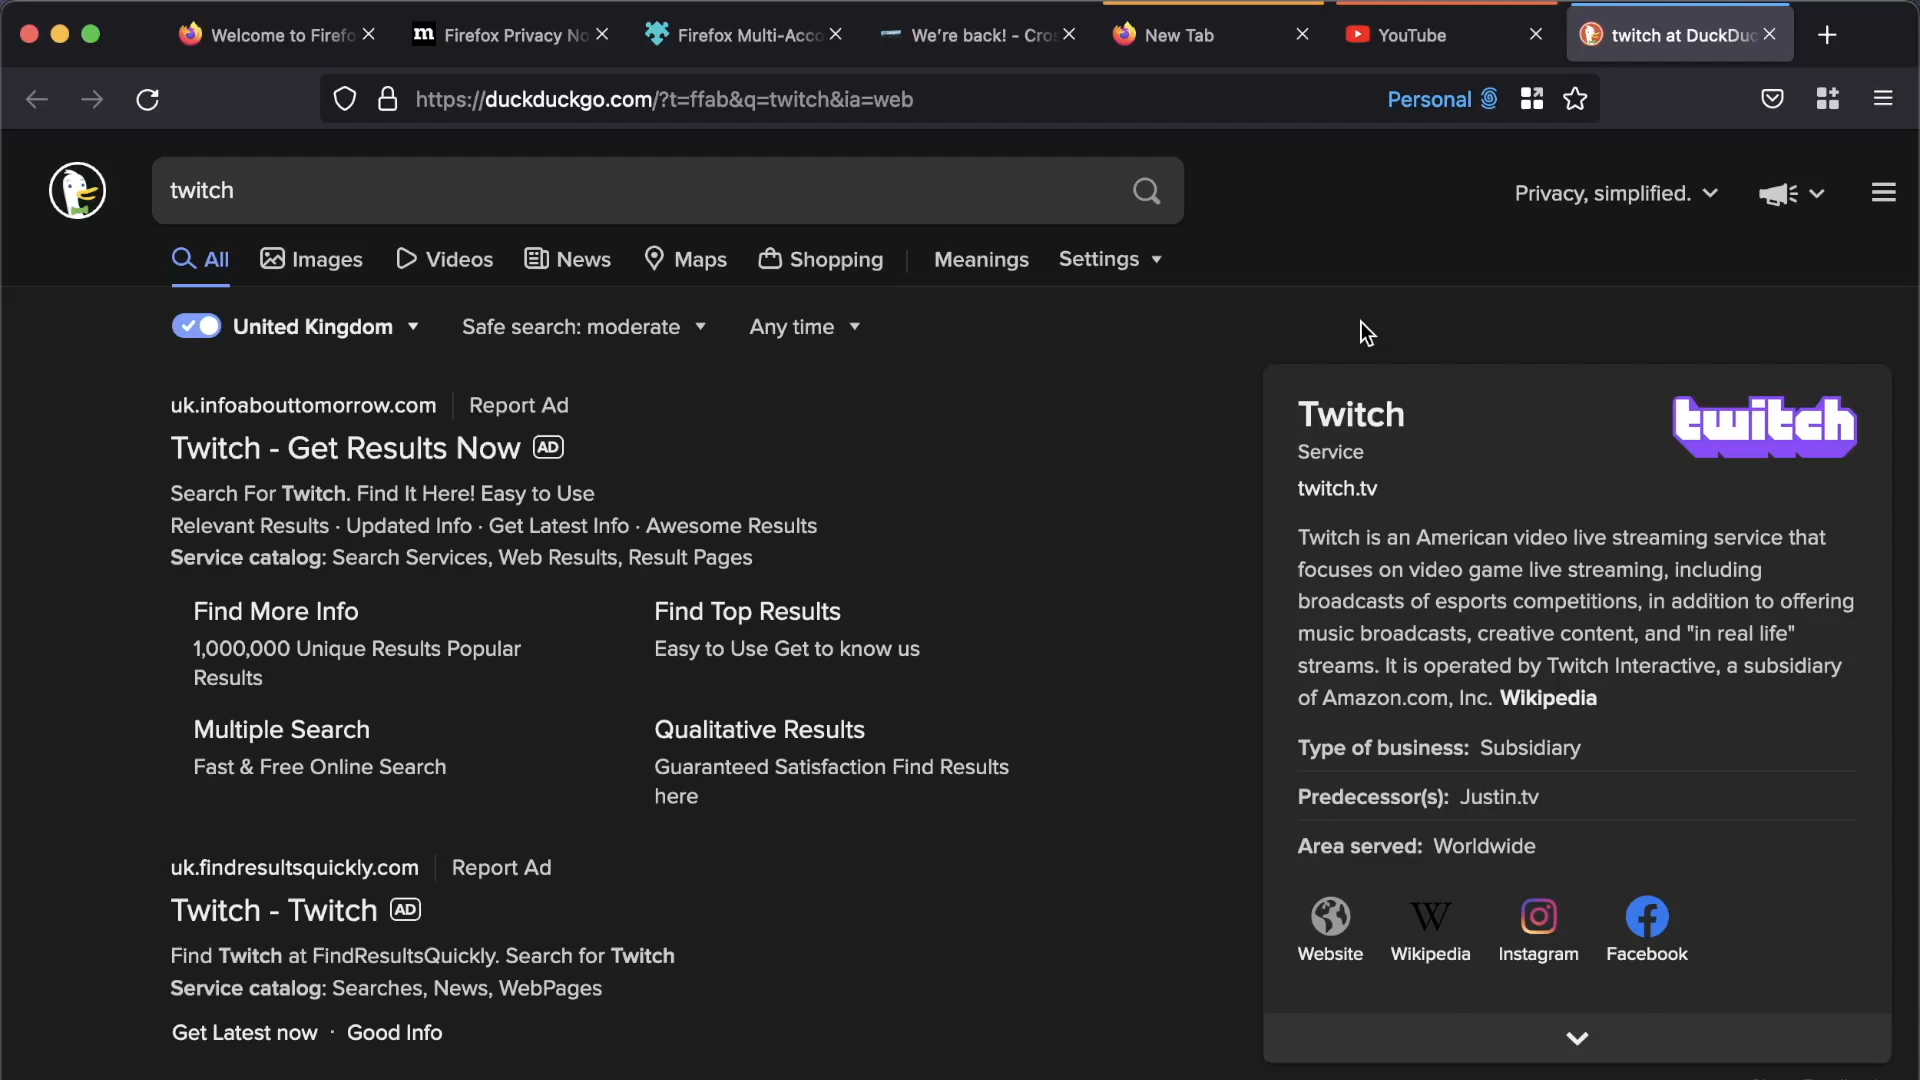 Welcome to Firefo
Firefox Privacy No
Firefox Multi-Acco
We're back! - Cros
New Tab
YouTube
twitch at DuckDuc
https://duckduckgo.com/?t=ffab&q=twitch&ia=web
Personal
twitch
Privacy, simplified.
All
Images
Videos
News
Maps
Shopping
Meanings
Settings
United Kingdom
Safe search: moderate
Any time
uk.infoabouttomorrow.com
Report Ad
Twitch - Get Results Now AD
Search For Twitch. Find It Here! Easy to Use
Relevant Results · Updated Info · Get Latest Info · Awesome Results
Service catalog: Search Services, Web Results, Result Pages
Find More Info
1,000,000 Unique Results Popular
Results
Find Top Results
Easy to Use Get to know us
Multiple Search
Fast & Free Online Search
Qualitative Results
Guaranteed Satisfaction Find Results
here
uk.findresultsquickly.com
Report Ad
Twitch - Twitch AD
Find Twitch at FindResultsQuickly. Search for Twitch
Service catalog: Searches, News, WebPages
Get Latest now · Good Info
Twitch
twitch
Service
twitch.tv
Twitch is an American video live streaming service that
focuses on video game live streaming, including
broadcasts of esports competitions, in addition to offering
music broadcasts, creative content, and "in real life"
streams. It is operated by Twitch Interactive, a subsidiary
of Amazon.com, Inc. Wikipedia
Type of business: Subsidiary
Predecessor(s): Justin.tv
Area served: Worldwide
Website
Wikipedia
Instagram
Facebook